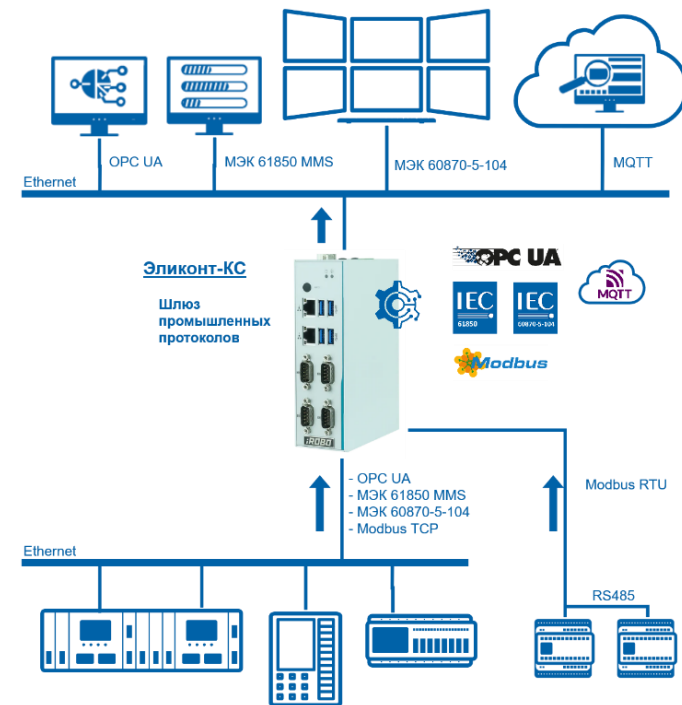 OPC UA
МЭК 61850 MMS
МЭК 60870-5-104
MQTT
Ethernet
Эликонт-КС
Шлюз
промышленных
протоколов
OPC UA
MQTT
IEC
61850
IEC
60870-5-104
Modbus
iROBO
- OPC UA
- МЭК 61850 MMS
- МЭК 60870-5-104
- Modbus TCP
Modbus RTU
Ethernet
RS485